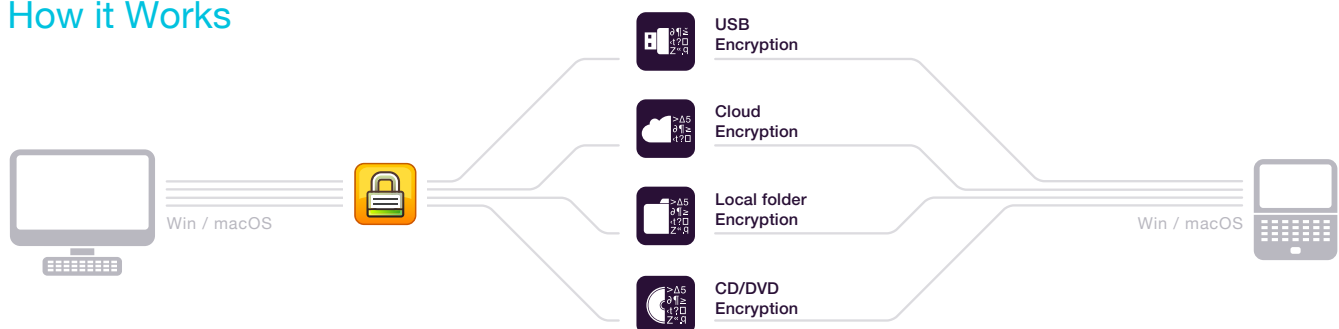 How it Works
USB
Encryption
Cloud
Encryption
Win / macOS
Local folder
Encryption
Win / macOS
CD/DVD
Encryption